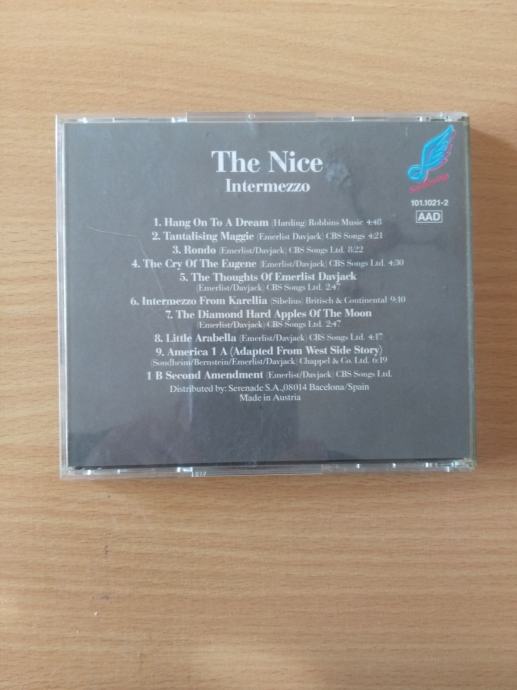 The Nice
Intermezzo
Serenade
101.1021-2
AAD
1. Hang On To A Dream (Harding) Robbins Music 4:48
2. Tantalising Maggie (Emerlist Davjack) CBS Songs 4:21
3. Rondo (Emerlist/Davjack) CBS Songs Ltd. 8:22
4. The Cry Of The Eugene (Emerlist/Davjack) CBS Songs Ltd. 4:30
5. The Thoughts Of Emerlist Davjack
(Emerlist/Davjack) CBS Songs Ltd. 2:47
6. Intermezzo From Karellia (Sibelius) Britisch & Continental 9:10
7. The Diamond Hard Apples Of The Moon
(Emerlist/Davjack) CBS Songs Ltd. 2:47
8. Little Arabella (Emerlist/Davjack) CBS Songs Ltd. 4:17
9. America 1 A (Adapted From West Side Story)
(Sondheim/Bernstein/Emerlist/Davjack) Chappel & Co. Ltd. 6:19
1 B Second Amendment (Emerlist/Davjack) CBS Songs Ltd.
Distributed by: Serenade S.A.,08014 Bacelona/Spain
Made in Austria